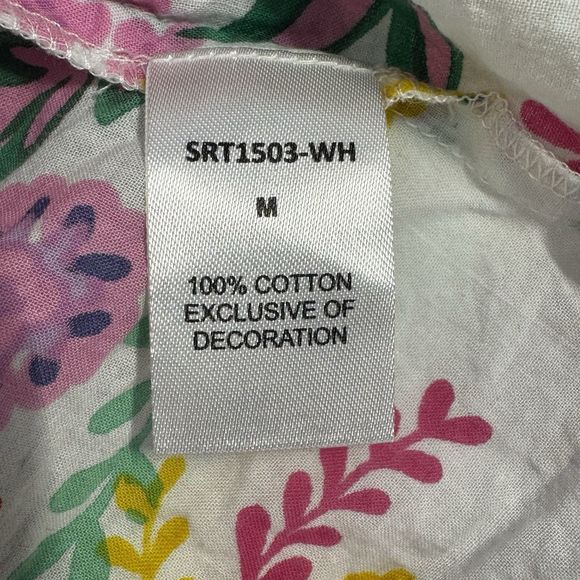 SRT1503-WH
M
100% COTTON
EXCLUSIVE OF
DECORATION